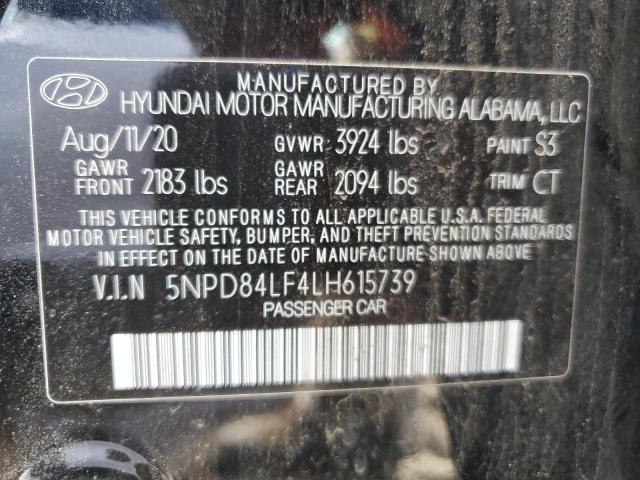 MANUFACTURED BY
HYUNDAI MOTOR MANUFACTURING ALABAMA, LLC
Aug/11/20 GVWR 3924 lbs PAINT S3
GAWR FRONT 2183 lbs GAWR REAR 2094 lbs TRIM CT
THIS VEHICLE CONFORMS TO ALL APPLICABLE U.S.A. FEDERAL
MOTOR VEHICLE SAFETY, BUMPER, AND THEFT PREVENTION STANDARDS
IN EFFECT ON THE DATE OF MANUFACTURE SHOWN ABOVE.
V.I.N 5NPD84LF4LH615739
PASSENGER CAR